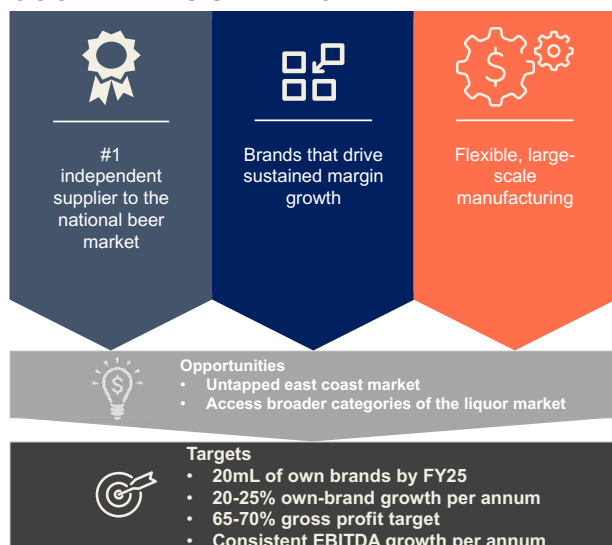 #1
independent
supplier to the
national beer
market
Brands that drive
sustained margin
growth
Flexible, large-
scale
manufacturing
Opportunities
• Untapped east coast market
• Access broader categories of the liquor market
Targets
• 20mL of own brands by FY25
• 20-25% own-brand growth per annum
• 65-70% gross profit target
• Consistent EBITDA growth per annum